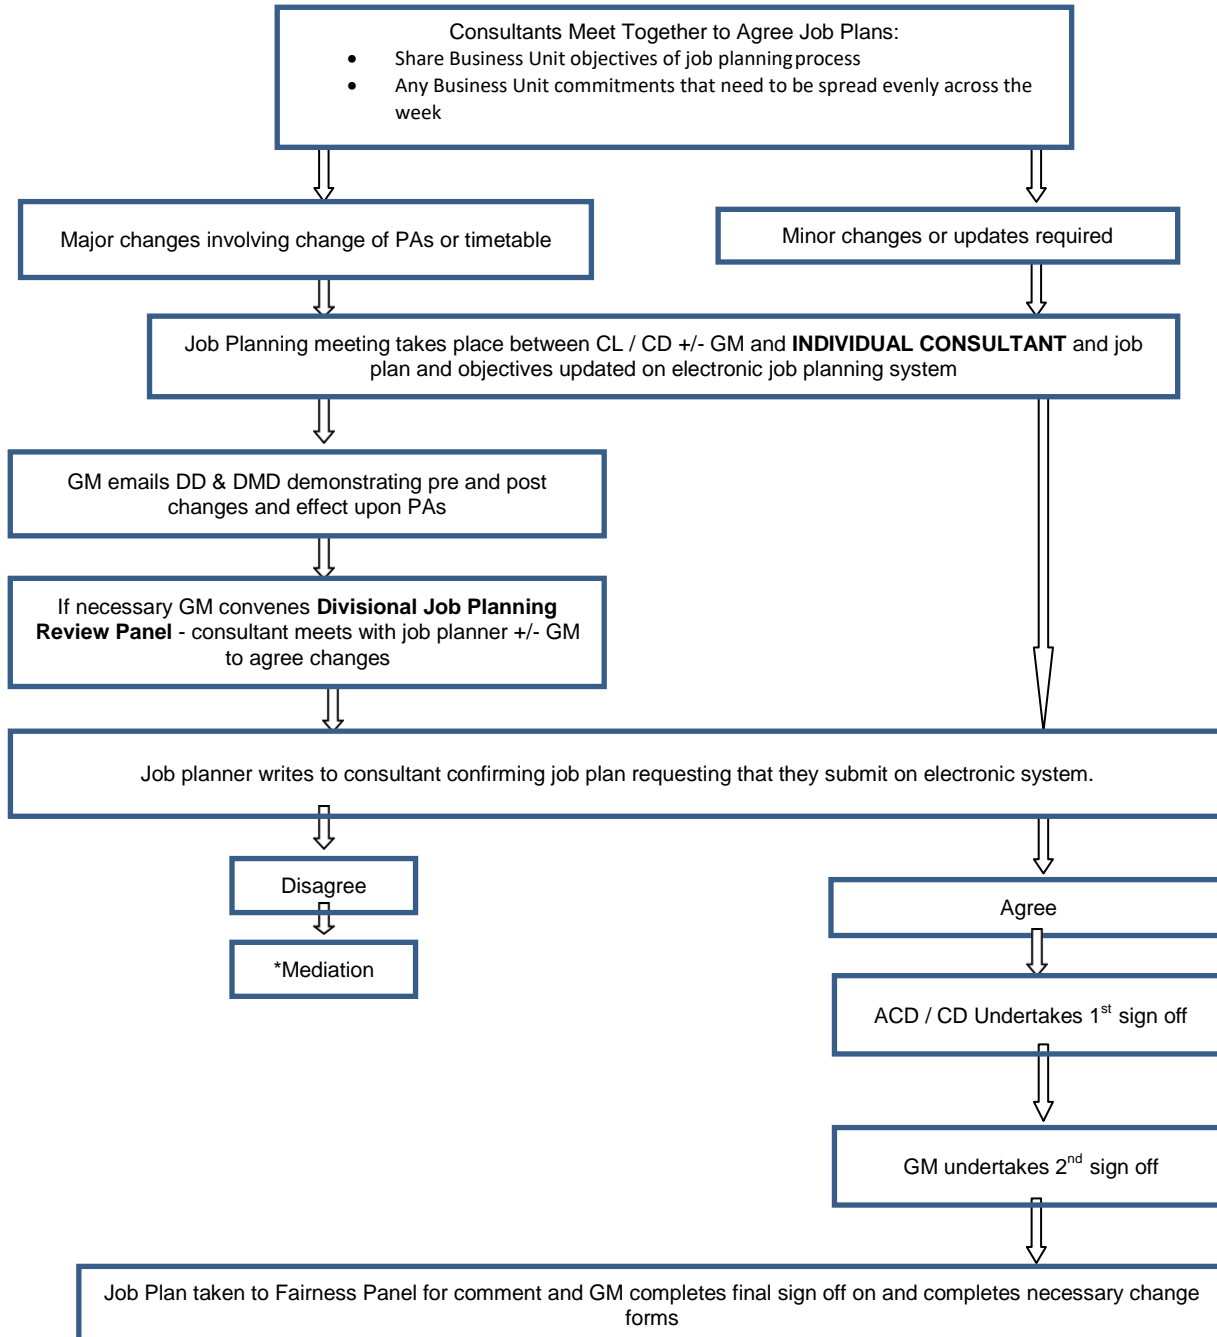 Consultants Meet Together to Agree Job Plans:
• Share Business Unit objectives of job planning process
• Any Business Unit commitments that need to be spread evenly across the
week
Major changes involving change of PAs or timetable
Minor changes or updates required
Job Planning meeting takes place between CL / CD +/- GM and INDIVIDUAL CONSULTANT and job
plan and objectives updated on electronic job planning system
GM emails DD & DMD demonstrating pre and post
changes and effect upon PAs
If necessary GM convenes Divisional Job Planning
Review Panel - consultant meets with job planner +/- GM
to agree changes
Job planner writes to consultant confirming job plan requesting that they submit on electronic system.
Disagree
Agree
*Mediation
ACD / CD Undertakes 1st sign off
GM undertakes 2nd sign off
Job Plan taken to Fairness Panel for comment and GM completes final sign off on and completes necessary change
forms